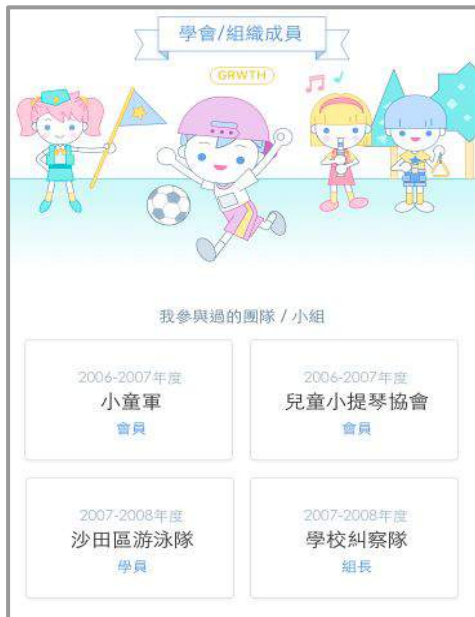 學會/組織成員
GRWTH
我參與過的團隊 / 小組
2006-2007年度
小童軍
會員
2006-2007年度
兒童小提琴協會
會員
2007-2008年度
沙田區游泳隊
學員
2007-2008年度
學校糾察隊
組長